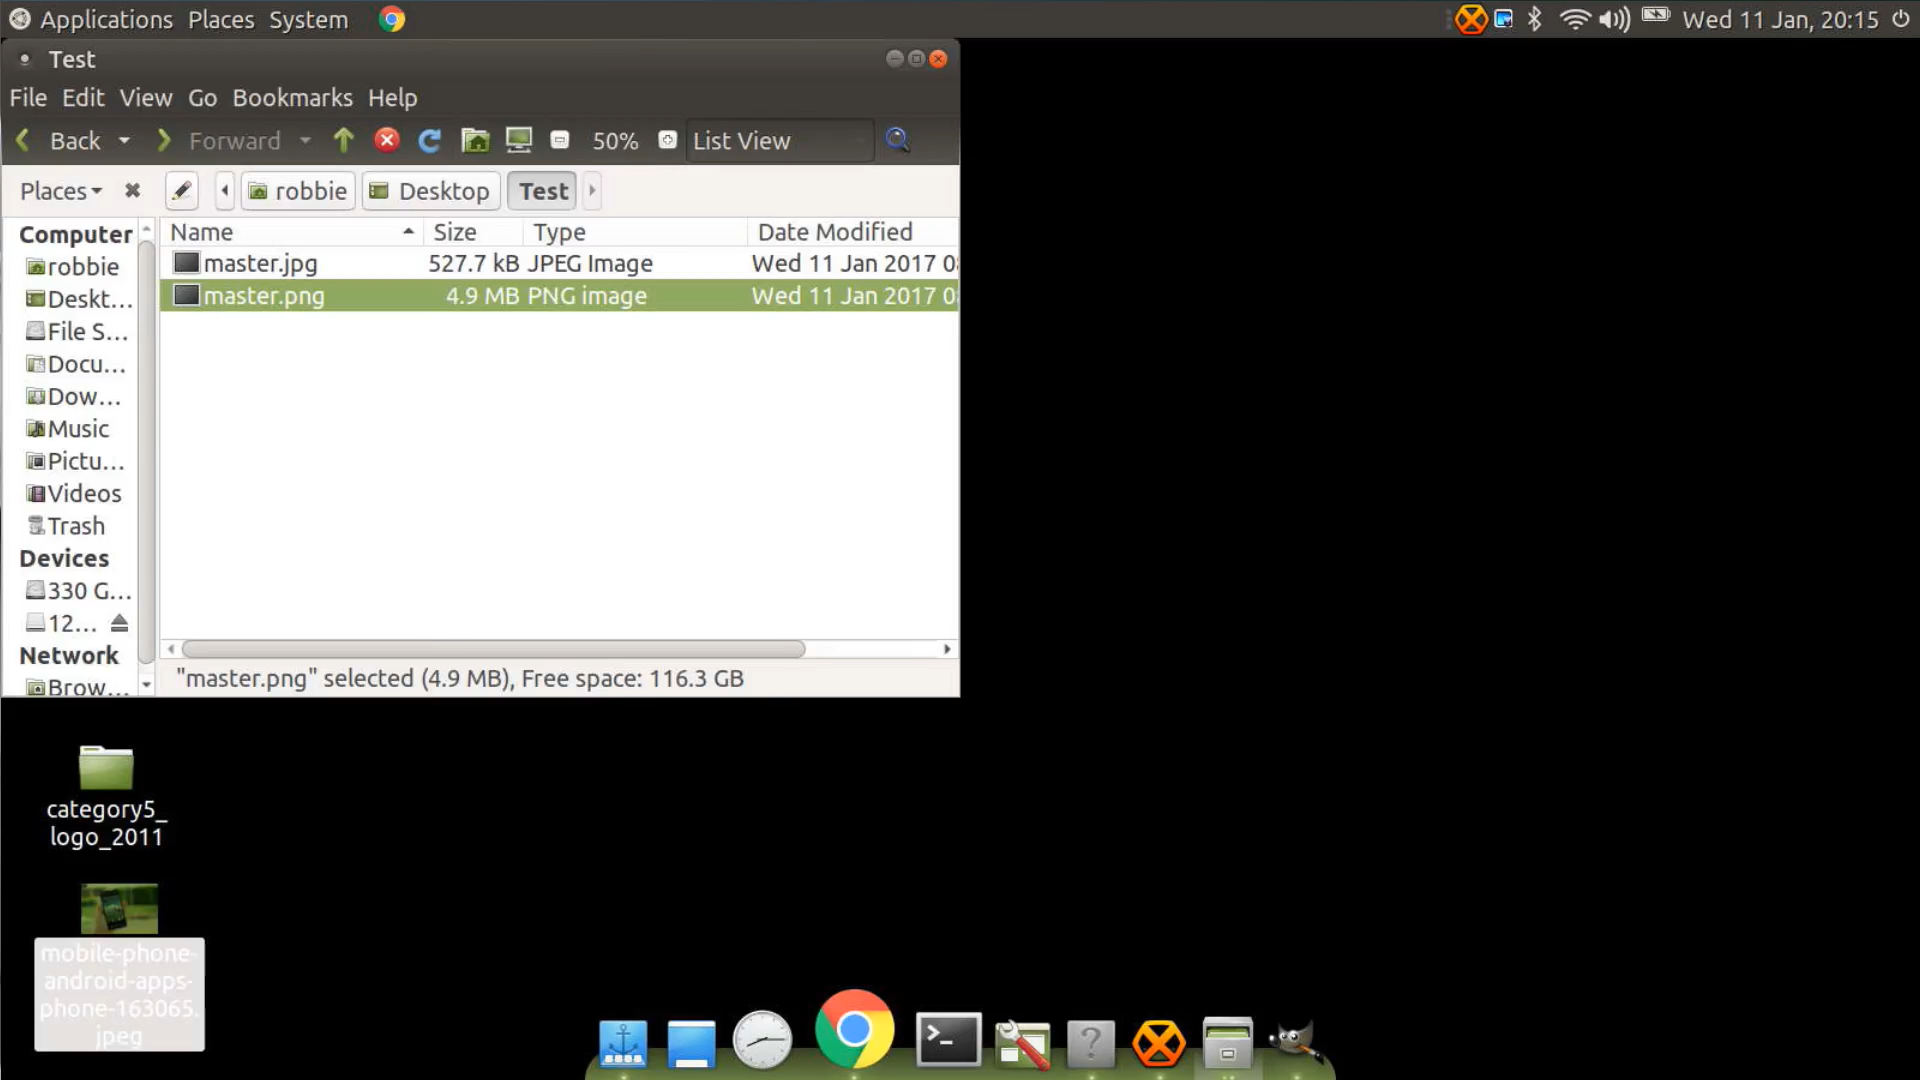 Applications Places System Wed 11 Jan, 20:15
Test
File Edit View Go Bookmarks Help
Back Forward 50% List View
Places robbie Desktop Test
Name Size Type Date Modified
master.jpg 527.7 kB JPEG Image Wed 11 Jan 2017 0
master.png 4.9 MB PNG image Wed 11 Jan 2017 0
Computer
robbie
Deskt...
File S...
Docu...
Dow...
Music
Pictu...
Videos
Trash
Devices
330 G...
12...
Network
Brow...
"master.png" selected (4.9 MB), Free space: 116.3 GB
category5_
logo_2011
mobile-phone-
android-apps-
phone-163065.
jpeg